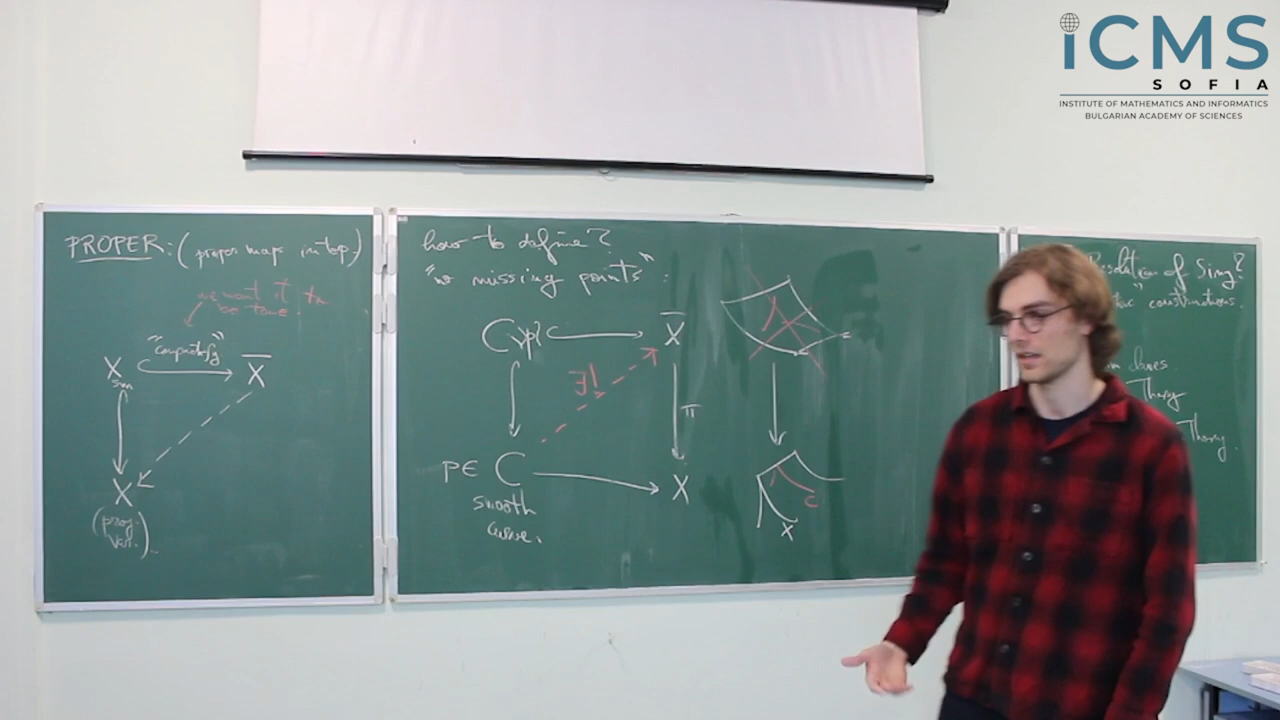 PROPER: (proper maps in top.)
we want it to
be true.
"compactify"
X sm
X̄
X
(proj.
Var.)
how to define?
"no missing points":
C\{p}
X̄
∃!
π
p ∈ C
X
smooth
curve.
C
X
Resolution of Sing?
constructions.
Theory
Theory.
iCMS
SOFIA
INSTITUTE OF MATHEMATICS AND INFORMATICS
BULGARIAN ACADEMY OF SCIENCES